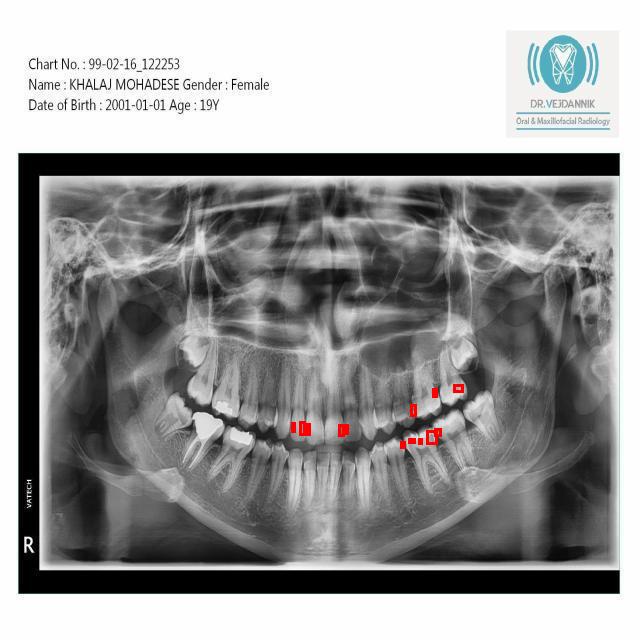 Chart No. : 99-02-16_122253
Name : KHALAJ MOHADESE Gender : Female
Date of Birth : 2001-01-01 Age : 19Y
DR.VEJDANNIK
Oral & Maxillofacial Radiology
VATECH
R